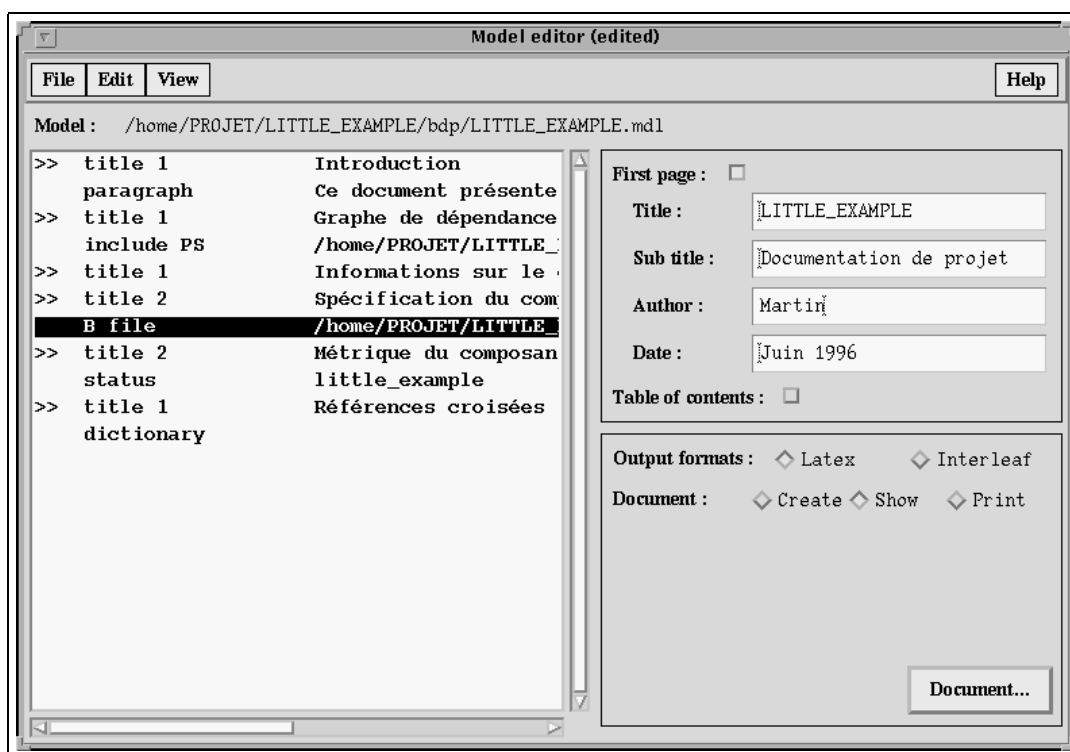 Model editor (edited)
File Edit View Help
Model : /home/PROJET/LITTLE_EXAMPLE/bdp/LITTLE_EXAMPLE.mdl
>> title 1 Introduction
paragraph Ce document présente
>> title 1 Graphe de dépendance
include PS /home/PROJET/LITTLE_
>> title 1 Informations sur le
>> title 2 Spécification du com
B file /home/PROJET/LITTLE_
>> title 2 Métrique du composan
status little_example
>> title 1 Références croisées
dictionary
First page :
Title : LITTLE_EXAMPLE
Sub title : Documentation de projet
Author : Martin
Date : Juin 1996
Table of contents :
Output formats : Latex Interleaf
Document : Create Show Print
Document...